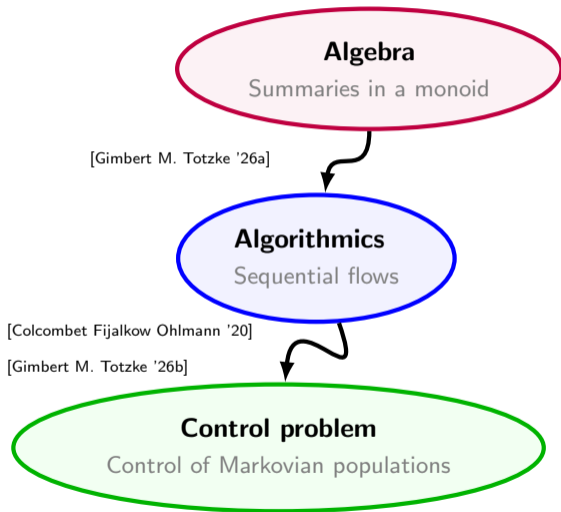 Algebra
Summaries in a monoid
[Gimbert M. Totzke '26a]
Algorithmics
Sequential flows
[Colcombet Fijalkow Ohlmann '20]
[Gimbert M. Totzke '26b]
Control problem
Control of Markovian populations